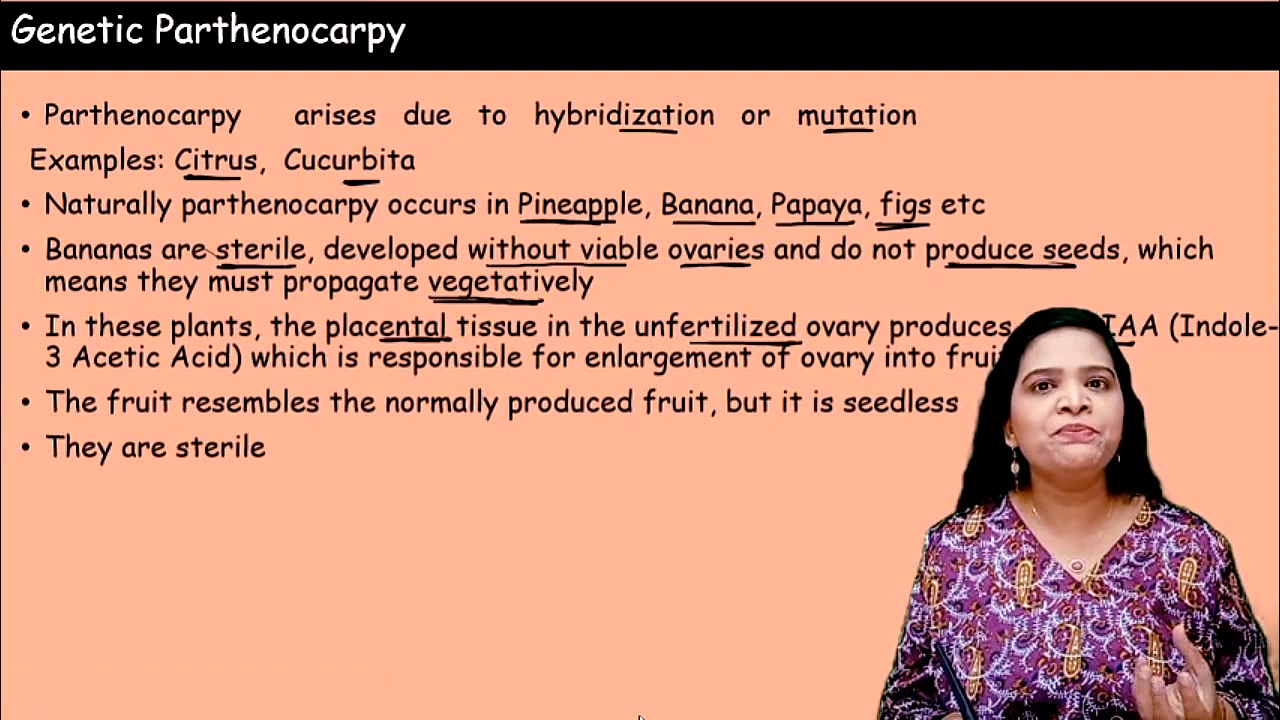 Genetic Parthenocarpy
• Parthenocarpy arises due to hybridization or mutation
Examples: Citrus, Cucurbita
• Naturally parthenocarpy occurs in Pineapple, Banana, Papaya, figs etc
• Bananas are sterile, developed without viable ovaries and do not produce seeds, which
means they must propagate vegetatively
• In these plants, the placental tissue in the unfertilized ovary produces IAA (Indole-
3 Acetic Acid) which is responsible for enlargement of ovary into
• The fruit resembles the normally produced fruit, but it is seedless
• They are sterile